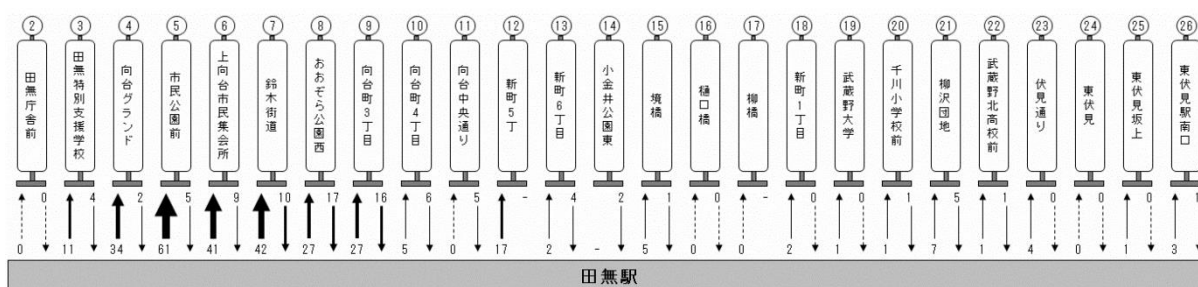 ② ③ ④ ⑤ ⑥ ⑦ ⑧ ⑨ ⑩ ⑪ ⑫ ⑬ ⑭ ⑮ ⑯ ⑰ ⑱ ⑲ ⑳ ㉑ ㉒ ㉓ ㉔ ㉕ ㉖
田無庁舎前
田無特別支援学校
向台グランド
市民公園前
上向台市民集会所
鈴木街道
おおぞら公園西
向台町3丁目
向台町4丁目
向台中央通り
新町5丁
新町6丁目
小金井公園東
境橋
樋口橋
柳橋
新町1丁目
武蔵野大学
千川小学校前
柳沢団地
武蔵野北高校前
伏見通り
東伏見
東伏見坂上
東伏見駅南口
0 4 2 5 9 10 17 16 6 5 - 4 2 1 0 - 0 0 1 5 1 0 0 0 1
0 11 34 61 41 42 27 27 5 0 17 2 - 5 0 0 2 1 1 7 1 4 0 1 3
田無駅